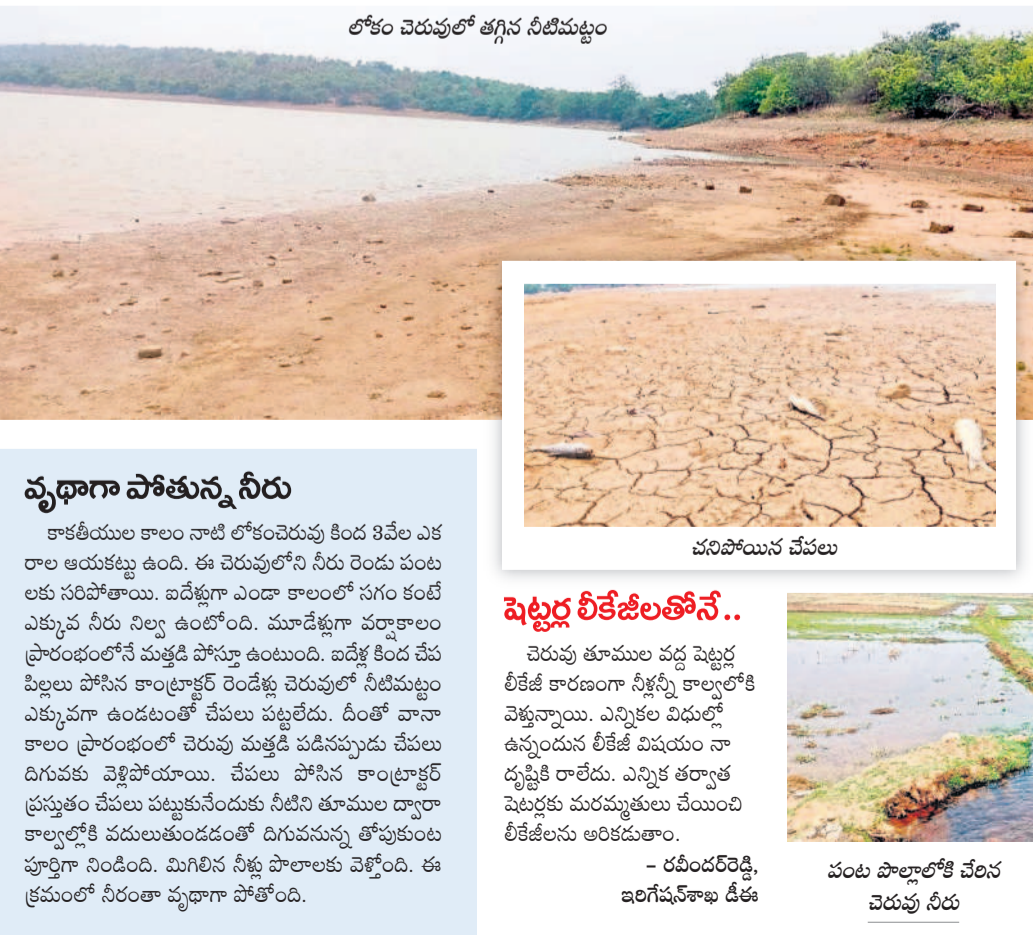 లోకం చెరువులో తగ్గిన నీటిమట్టం
చనిపోయిన చేపలు
వృథాగా పోతున్న నీరు
కాకతీయుల కాలం నాటి లోకంచెరువు కింద 3వేల ఎక
రాల ఆయకట్టు ఉంది. ఈ చెరువులోని నీరు రెండు పంట
లకు సరిపోతాయి. ఐదేళ్లుగా ఎండా కాలంలో సగం కంటే
ఎక్కువ నీరు నిల్వ ఉంటోంది. మూడేళ్లుగా వర్షాకాలం
ప్రారంభంలోనే మత్తడి పోస్తూ ఉంటుంది. ఐదేళ్ల కింద చేప
పిల్లలు పోసిన కాంట్రాక్టర్ రెండేళ్లు చెరువులో నీటిమట్టం
ఎక్కువగా ఉండటంతో చేపలు పట్టలేదు. దీంతో వానా
కాలం ప్రారంభంలో చెరువు మత్తడి పడినప్పుడు చేపలు
దిగువకు వెళ్లిపోయాయి. చేపలు పోసిన కాంట్రాక్టర్
ప్రస్తుతం చేపలు పట్టుకునేందుకు నీటిని తూముల ద్వారా
కాల్వల్లోకి వదులుతుండడంతో దిగువనున్న తోపుకుంట
పూర్తిగా నిండింది. మిగిలిన నీళ్లు పొలాలకు వెళ్తోంది. ఈ
క్రమంలో నీరంతా వృథాగా పోతోంది.
షెట్టర్ల లీకేజీలతోనే..
చెరువు తూముల వద్ద షెట్టర్ల
లీకేజీ కారణంగా నీళ్లన్నీ కాల్వలోకి
వెళ్తున్నాయి. ఎన్నికల విధుల్లో
ఉన్నందున లీకేజీ విషయం నా
దృష్టికి రాలేదు. ఎన్నిక తర్వాత
షెటర్లకు మరమ్మతులు చేయించి
లీకేజీలను అరికడుతాం.
– రవీందర్‌రెడ్డి,
ఇరిగేషన్‌శాఖ డీఈ
పంట పొల్లాలోకి చేరిన
చెరువు నీరు